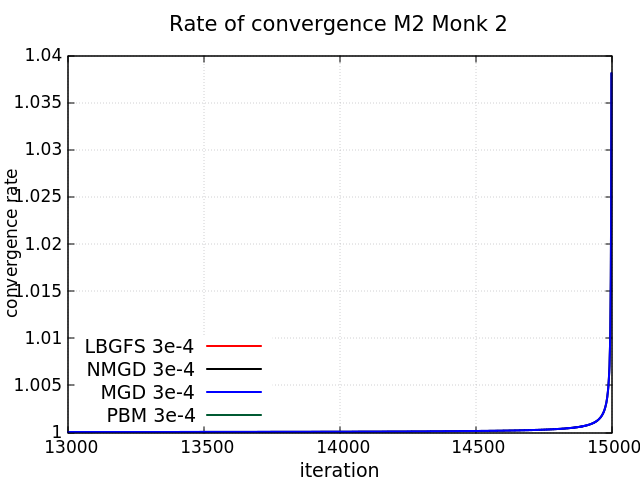 Rate of convergence M2 Monk 2
1.04
1.035
1.03
1.025
1.02
1.015
1.01
1.005
1
convergence rate
LBGFS 3e-4
NMGD 3e-4
MGD 3e-4
PBM 3e-4
13000 13500 14000 14500 15000
iteration